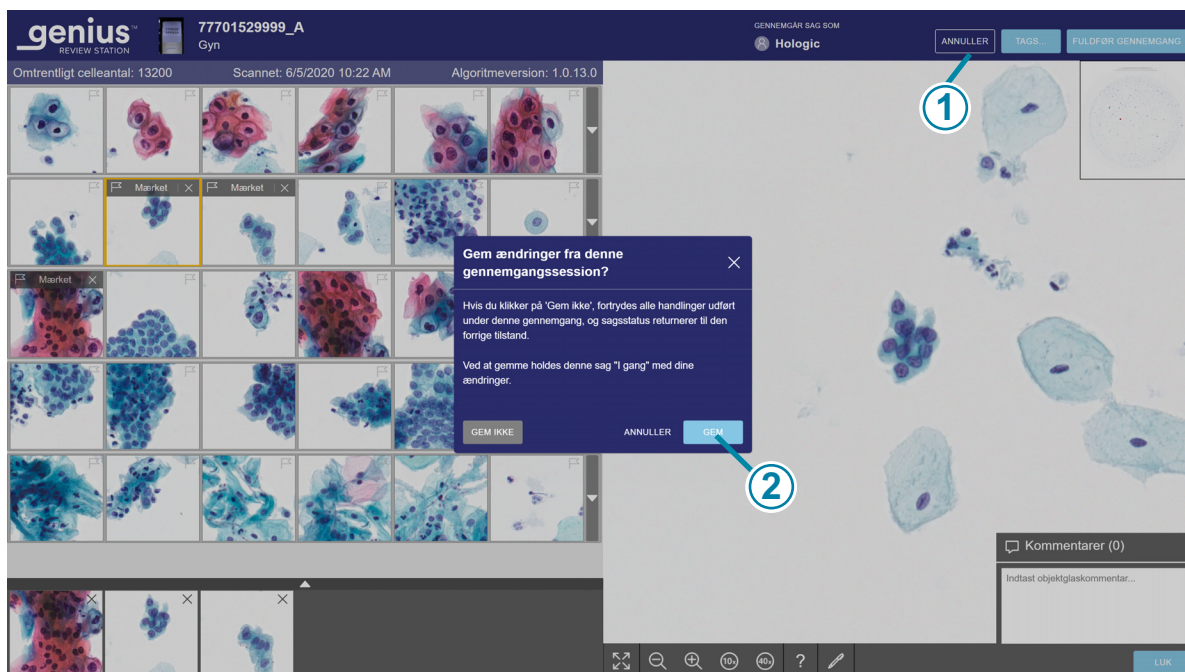 genius™
REVIEW STATION
77701529999_A
Gyn
GENNEMGÅR SAG SOM
Hologic
ANNULLER
TAGS...
FULDFØR GENNEMGANG
Omtrentligt celleantal: 13200
Scannet: 6/5/2020 10:22 AM
Algoritmeversion: 1.0.13.0
1
Mærket
Mærket
Mærket
Gem ændringer fra denne
gennemgangssession?
Hvis du klikker på 'Gem ikke', fortrydes alle handlinger udført
under denne gennemgang, og sagsstatus returnerer til den
forrige tilstand.
Ved at gemme holdes denne sag "I gang" med dine
ændringer.
GEM IKKE
ANNULLER
GEM
2
Kommentarer (0)
Indtast objektglaskommentar...
10x
40x
?
LUK